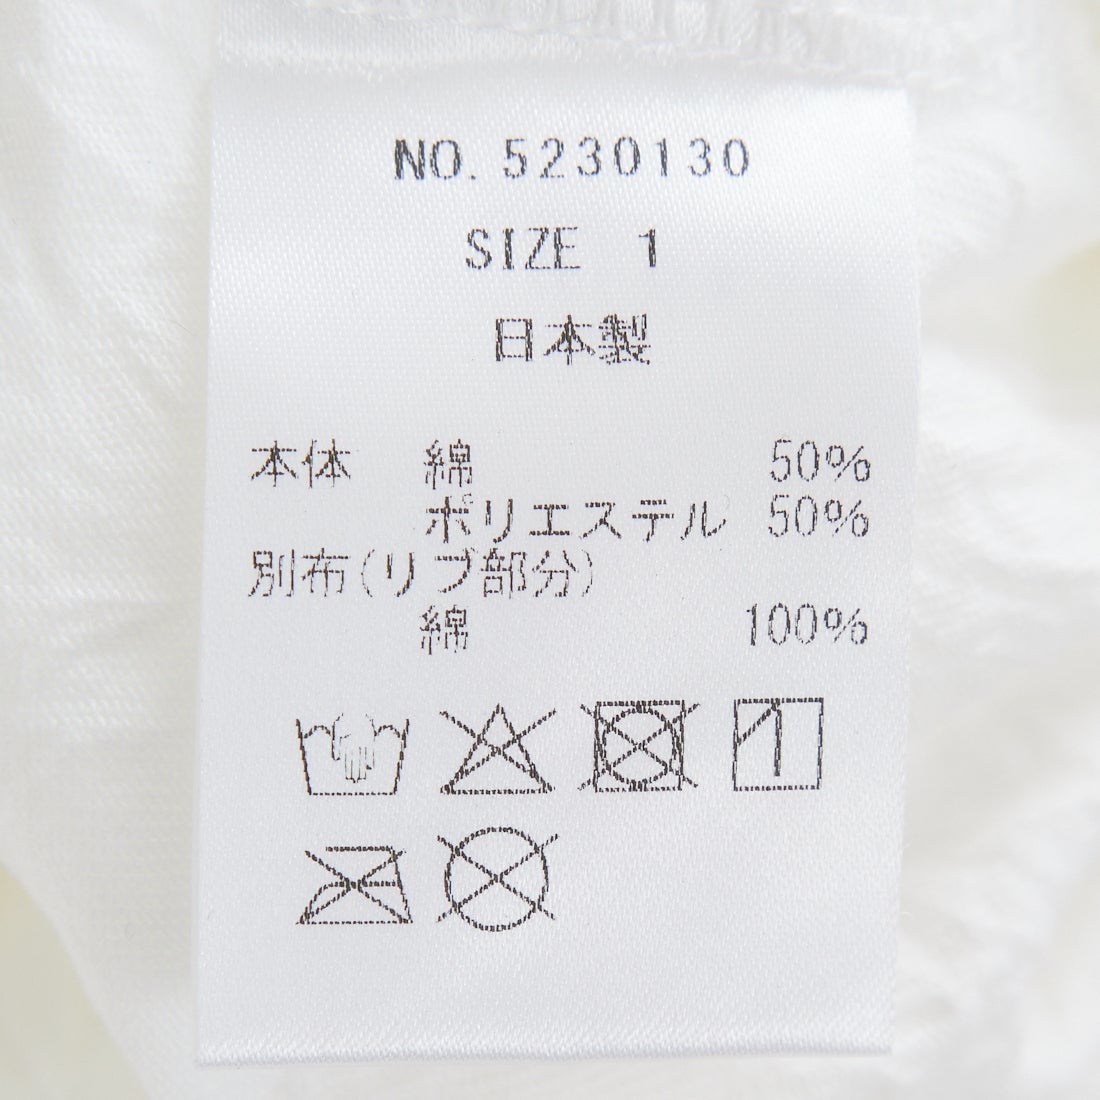 NO. 5230130
SIZE 1
日本製
本体 綿 50%
ポリエステル 50%
別布(リブ部分)
綿 100%